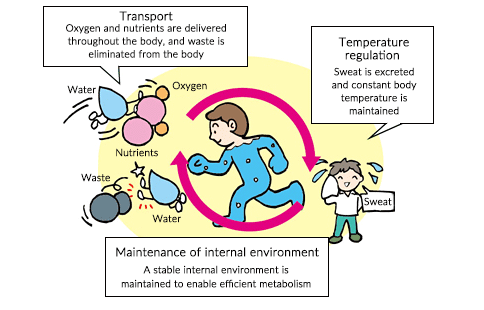 Transport
Oxygen and nutrients are delivered
throughout the body, and waste is
eliminated from the body
Temperature
regulation
Sweat is excreted
and constant body
temperature is
maintained
Water
Oxygen
Nutrients
Waste
Water
Sweat
Maintenance of internal environment
A stable internal environment is
maintained to enable efficient metabolism